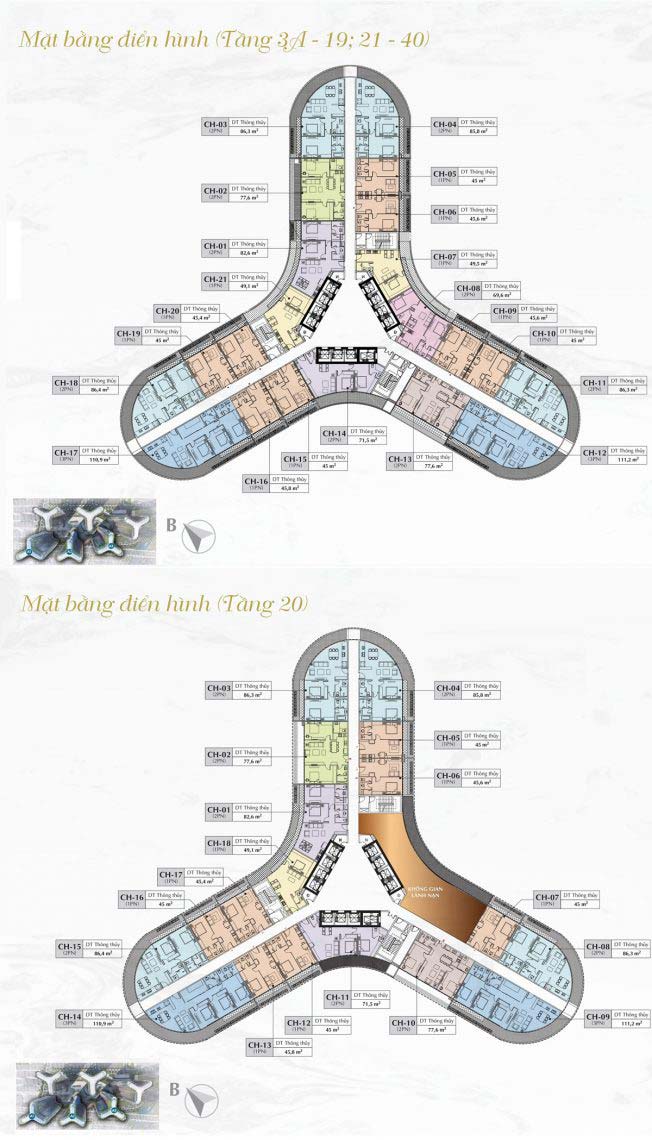 Mặt bằng điển hình (Tầng 3A - 19; 21 - 40)
CH-03 (2PN) DT Thông thủy 86,3 m²
CH-04 (2PN) DT Thông thủy 85,8 m²
CH-02 (2PN) DT Thông thủy 77,6 m²
CH-05 (1PN) DT Thông thủy 45 m²
CH-06 (1PN) DT Thông thủy 45,6 m²
CH-01 (2PN) DT Thông thủy 82,6 m²
CH-07 (1PN) DT Thông thủy 49,5 m²
CH-21 (1PN) DT Thông thủy 49,1 m²
CH-08 (2PN) DT Thông thủy 69,6 m²
CH-20 (1PN) DT Thông thủy 45,4 m²
CH-09 (1PN) DT Thông thủy 45,6 m²
CH-19 (1PN) DT Thông thủy 45 m²
CH-10 (1PN) DT Thông thủy 45 m²
CH-18 (2PN) DT Thông thủy 86,4 m²
CH-11 (2PN) DT Thông thủy 86,3 m²
CH-14 (2PN) DT Thông thủy 71,5 m²
CH-17 (3PN) DT Thông thủy 110,9 m²
CH-15 (1PN) DT Thông thủy 45 m²
CH-13 (2PN) DT Thông thủy 77,6 m²
CH-12 (3PN) DT Thông thủy 111,2 m²
CH-16 (1PN) DT Thông thủy 45,8 m²
B
Mặt bằng điển hình (Tầng 20)
CH-03 (2PN) DT Thông thủy 86,3 m²
CH-04 (2PN) DT Thông thủy 85,8 m²
CH-02 (2PN) DT Thông thủy 77,6 m²
CH-05 (1PN) DT Thông thủy 45 m²
CH-06 (1PN) DT Thông thủy 45,6 m²
CH-01 (2PN) DT Thông thủy 82,6 m²
CH-18 (1PN) DT Thông thủy 49,1 m²
CH-17 (1PN) DT Thông thủy 45,4 m²
KHÔNG GIAN
LÁNH NẠN
CH-16 (1PN) DT Thông thủy 45 m²
CH-07 (1PN) DT Thông thủy 45 m²
CH-15 (2PN) DT Thông thủy 86,4 m²
CH-08 (2PN) DT Thông thủy 86,3 m²
CH-11 (2PN) DT Thông thủy 71,5 m²
CH-14 (3PN) DT Thông thủy 110,9 m²
CH-12 (1PN) DT Thông thủy 45 m²
CH-10 (2PN) DT Thông thủy 77,6 m²
CH-09 (3PN) DT Thông thủy 111,2 m²
CH-13 (1PN) DT Thông thủy 45,8 m²
B